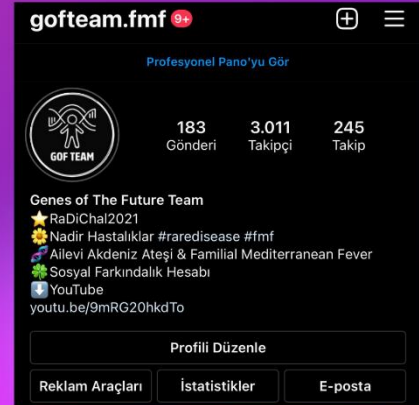 gofteam.fmf 9+
Profesyonel Pano'yu Gör
GOF TEAM
183 3.011 245
Gönderi Takipçi Takip
Genes of The Future Team
⭐RaDiChal2021
🌼Nadir Hastalıklar #raredisease #fmf
🧬Ailevi Akdeniz Ateşi & Familial Mediterranean Fever
🍀Sosyal Farkındalık Hesabı
⬇️YouTube
youtu.be/9mRG20hkdTo
Profili Düzenle
Reklam Araçları İstatistikler E-posta